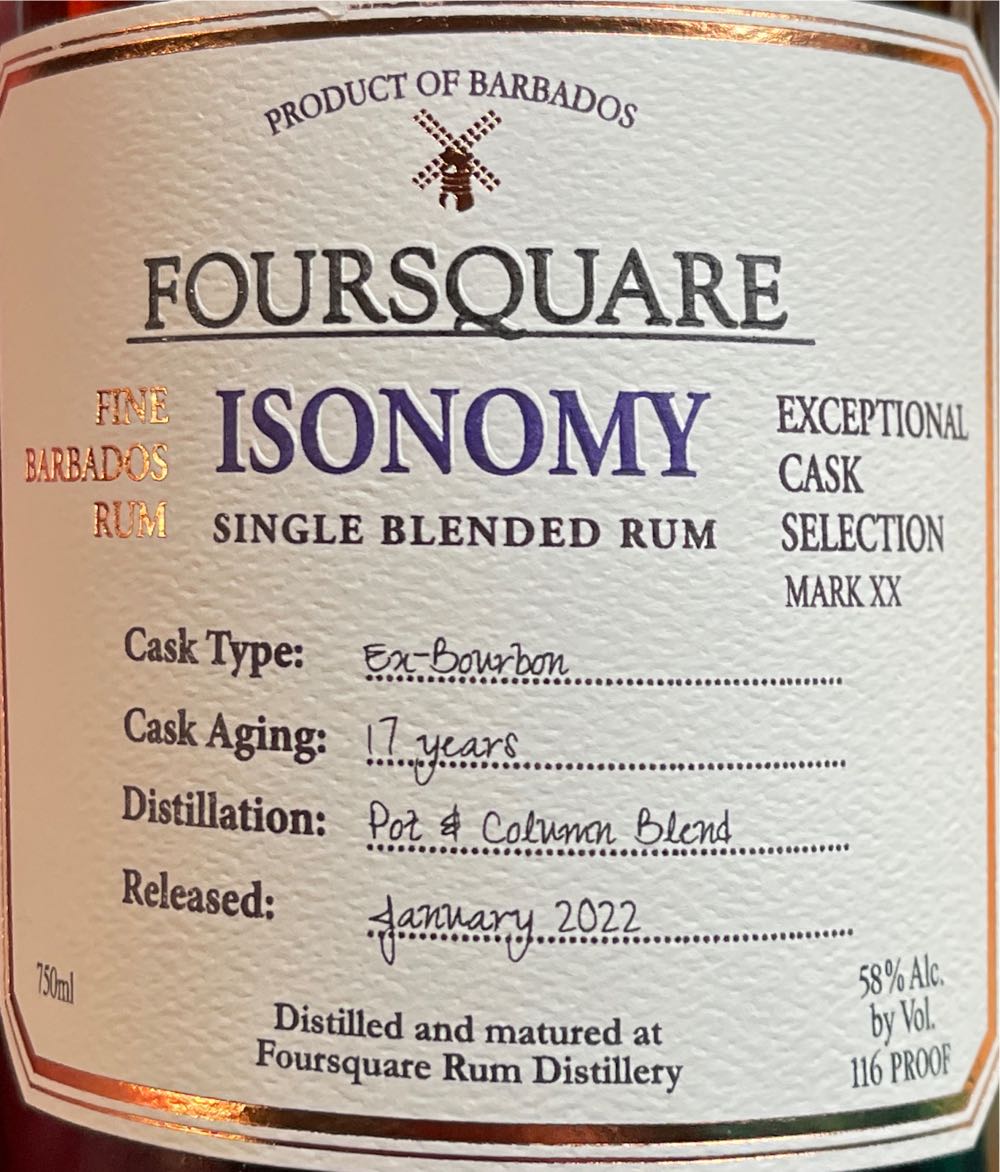 PRODUCT OF BARBADOS
FOURSQUARE
FINE
BARBADOS
RUM
ISONOMY
SINGLE BLENDED RUM
EXCEPTIONAL
CASK
SELECTION
MARK XX
Cask Type: Ex-Bourbon
Cask Aging: 17 years
Distillation: Pot & Column Blend
Released: January 2022
750ml
Distilled and matured at
Foursquare Rum Distillery
58% Alc.
by Vol.
116 PROOF